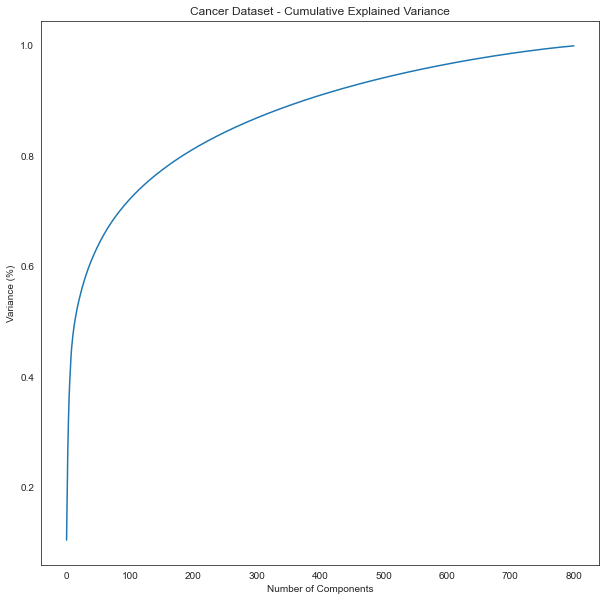 Cancer Dataset - Cumulative Explained Variance
1.0
0.8
0.6
0.4
0.2
Variance (%)
0 100 200 300 400 500 600 700 800
Number of Components